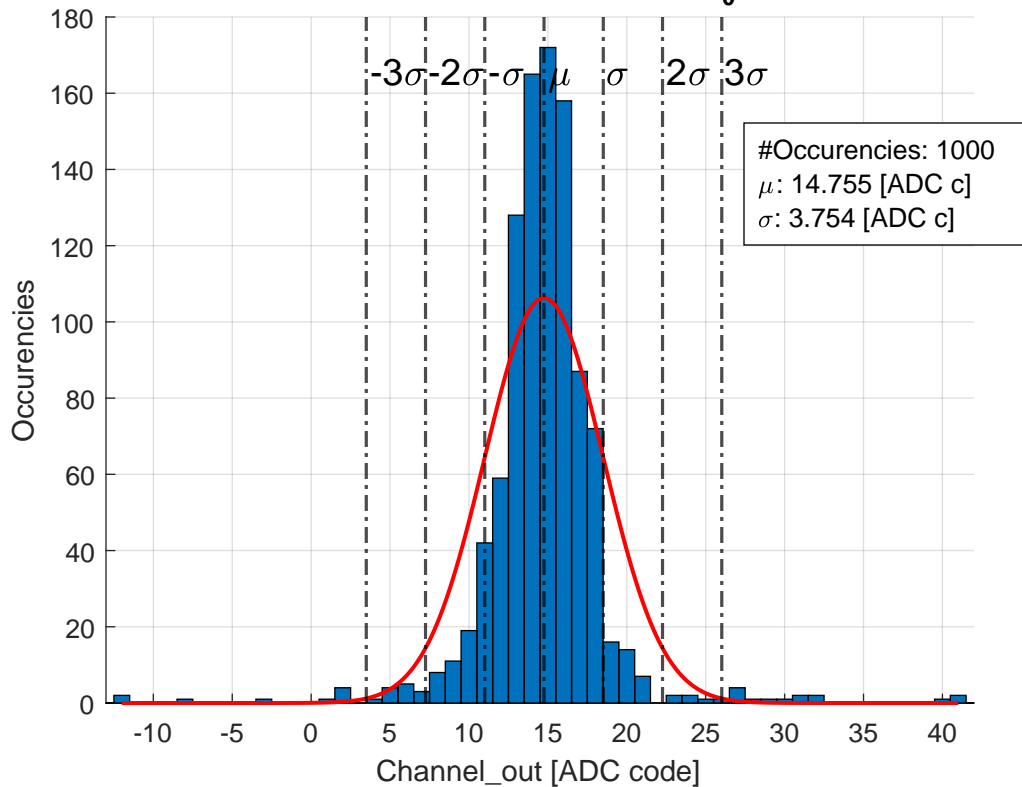 180
160
140
120
100
80
60
40
20
0
Occurencies
-3σ -2σ -σ μ σ 2σ 3σ
#Occurencies: 1000
μ: 14.755 [ADC c]
σ: 3.754 [ADC c]
-10 -5 0 5 10 15 20 25 30 35 40
Channel_out [ADC code]